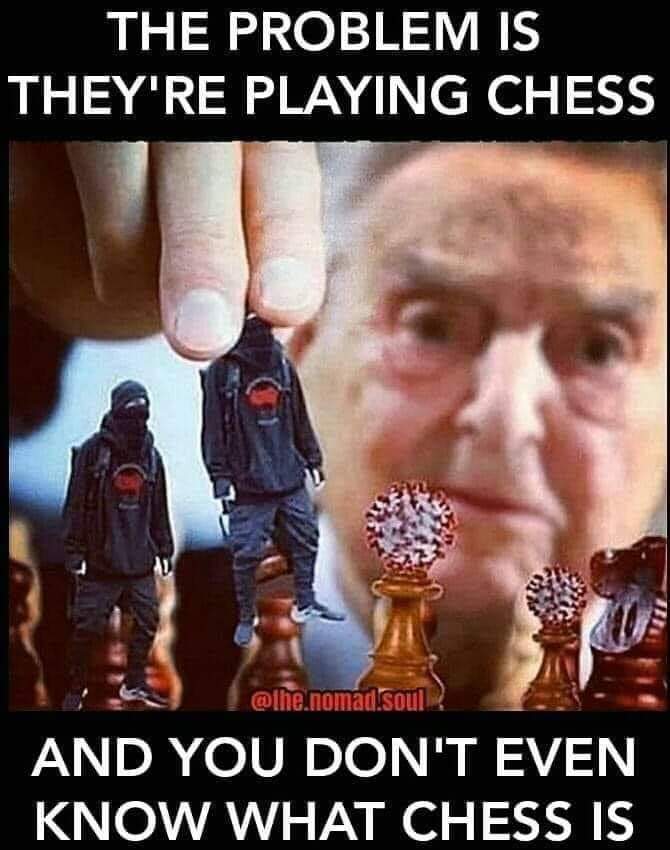 THE PROBLEM IS
THEY'RE PLAYING CHESS
@the.nomad.soul
AND YOU DON'T EVEN
KNOW WHAT CHESS IS